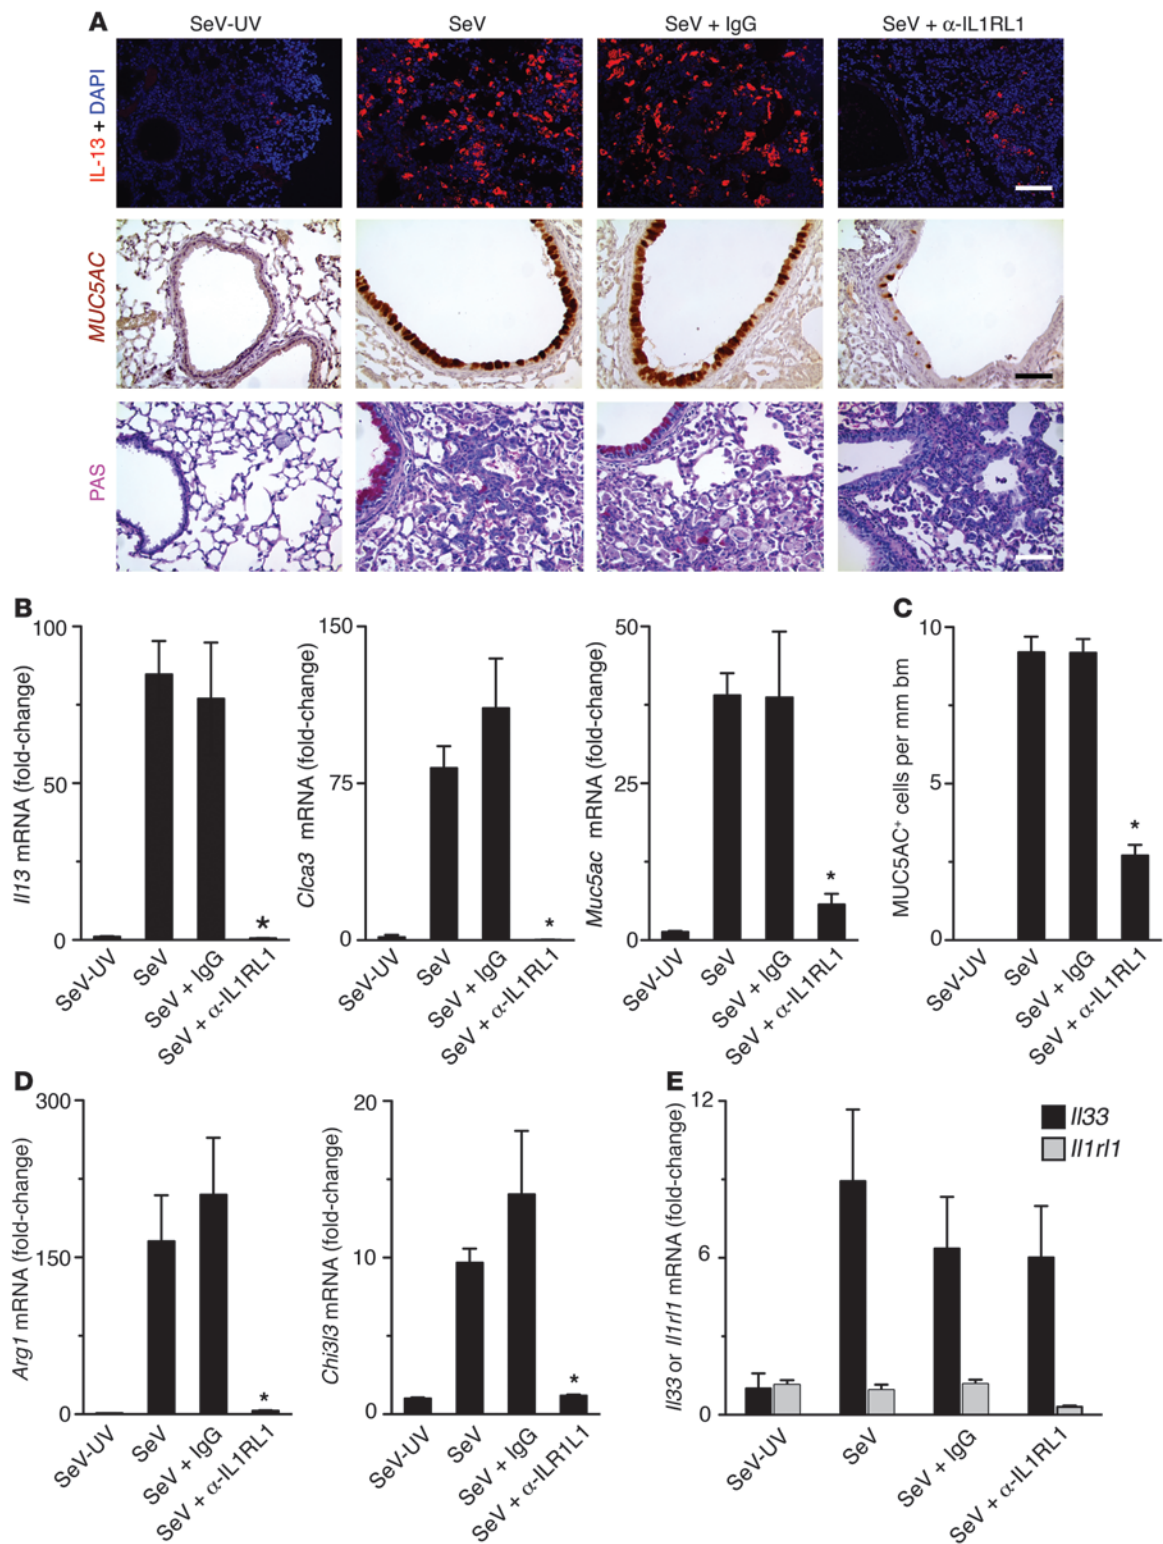 A
SeV-UV
SeV
SeV + IgG
SeV + α-IL1RL1
IL-13 + DAPI
MUC5AC
PAS
B
Il13 mRNA (fold-change)
100
50
0
SeV-UV
SeV
SeV + IgG
SeV + α-IL1RL1
*
Clca3 mRNA (fold-change)
150
75
0
SeV-UV
SeV
SeV + IgG
SeV + α-IL1RL1
*
Muc5ac mRNA (fold-change)
50
25
0
SeV-UV
SeV
SeV + IgG
SeV + α-IL1RL1
*
C
MUC5AC+ cells per mm bm
10
5
0
SeV-UV
SeV
SeV + IgG
SeV + α-IL1RL1
*
D
Arg1 mRNA (fold-change)
300
150
0
SeV-UV
SeV
SeV + IgG
SeV + α-IL1RL1
*
Chi3l3 mRNA (fold-change)
20
10
0
SeV-UV
SeV
SeV + IgG
SeV + α-ILR1L1
*
E
Il33 or Il1rl1 mRNA (fold-change)
12
6
0
Il33
Il1rl1
SeV-UV
SeV
SeV + IgG
SeV + α-IL1RL1